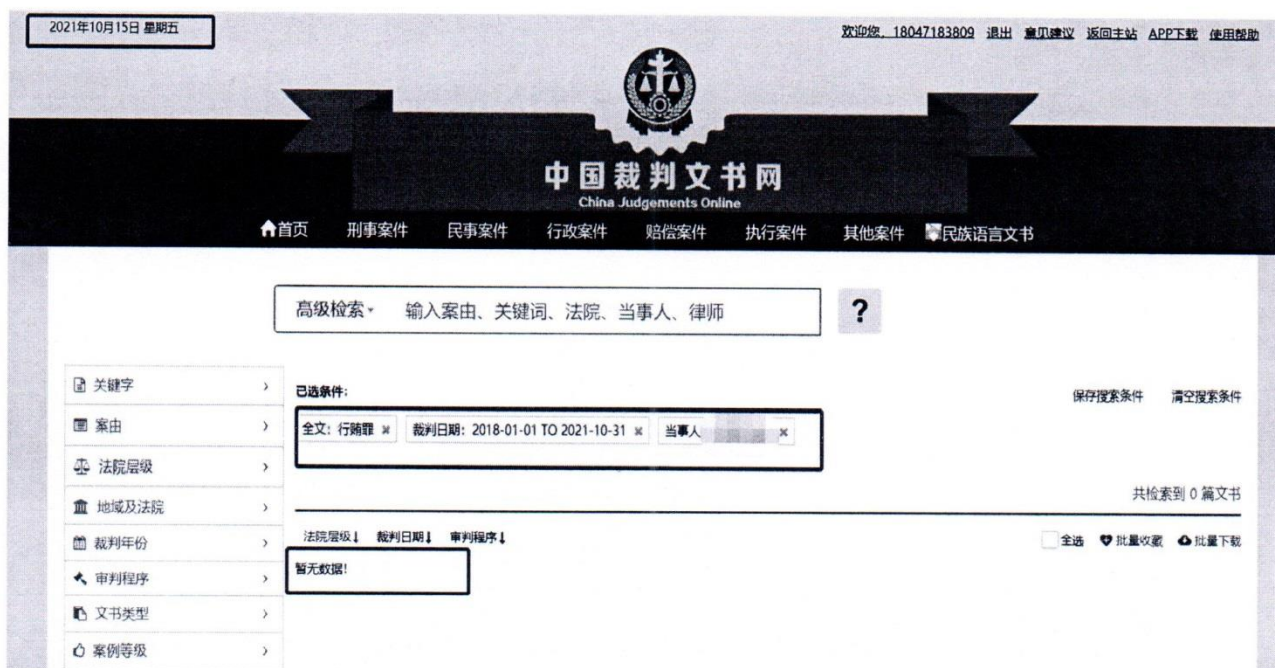 2021年10月15日 星期五
欢迎您，18047183809 退出 意见建议 返回主站 APP下载 使用帮助
中国裁判文书网
China Judgements Online
首页 刑事案件 民事案件 行政案件 赔偿案件 执行案件 其他案件 民族语言文书
高级检索 输入案由、关键词、法院、当事人、律师 ?
关键字
案由
法院层级
地域及法院
裁判年份
审判程序
文书类型
案例等级
已选条件：
保存搜索条件 清空搜索条件
全文：行贿罪 × 裁判日期：2018-01-01 TO 2021-10-31 × 当事人 ×
共检索到 0 篇文书
法院层级↓ 裁判日期↓ 审判程序↓
全选 批量收藏 批量下载
暂无数据!